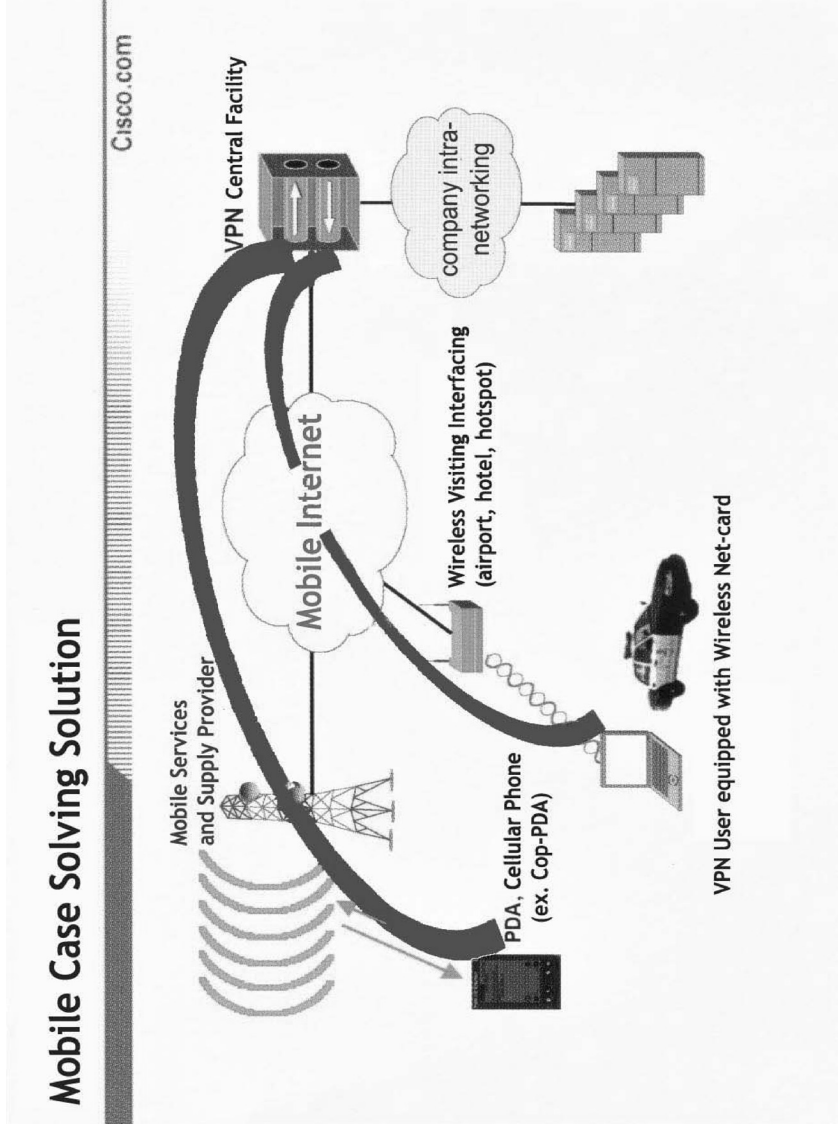 Mobile Case Solving Solution
Cisco.com
Mobile Services
and Supply Provider
VPN Central Facility
Mobile Internet
company intra-
networking
PDA, Cellular Phone
(ex. Cop-PDA)
Wireless Visiting Interfacing
(airport, hotel, hotspot)
VPN User equipped with Wireless Net-card